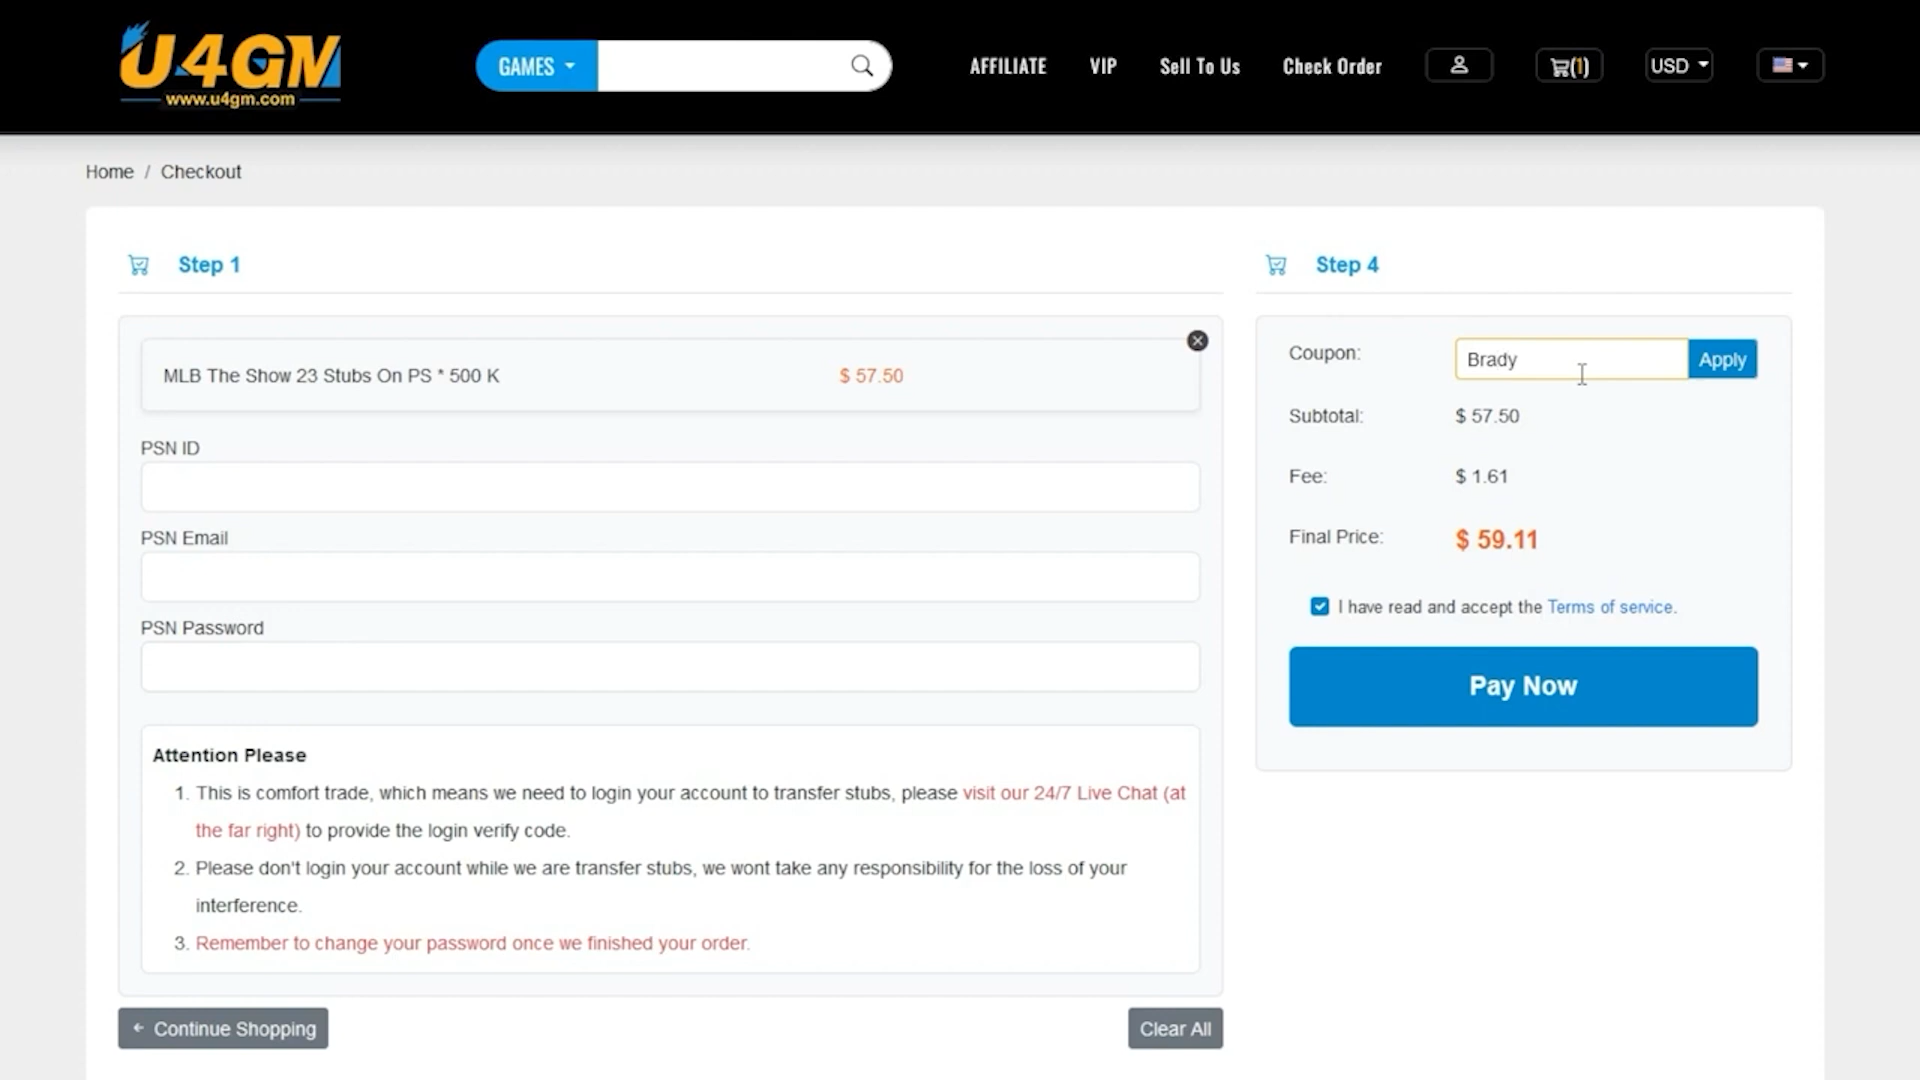 U4GM
www.u4gm.com
GAMES
AFFILIATE
VIP
Sell To Us
Check Order
(1)
USD
Home / Checkout
Step 1
MLB The Show 23 Stubs On PS * 500 K
$ 57.50
PSN ID
PSN Email
PSN Password
Attention Please
1. This is comfort trade, which means we need to login your account to transfer stubs, please visit our 24/7 Live Chat (at
the far right) to provide the login verify code.
2. Please don't login your account while we are transfer stubs, we wont take any responsibility for the loss of your
interference.
3. Remember to change your password once we finished your order.
← Continue Shopping
Clear All
Step 4
Coupon:
Brady
Apply
Subtotal:
$ 57.50
Fee:
$ 1.61
Final Price:
$ 59.11
I have read and accept the Terms of service.
Pay Now